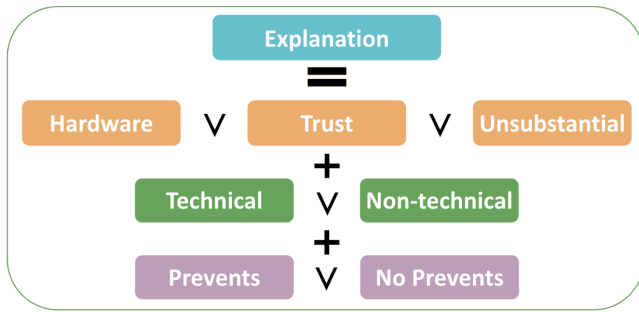 Explanation
=
Hardware ∨ Trust ∨ Unsubstantial
+
Technical ∨ Non-technical
+
Prevents ∨ No Prevents